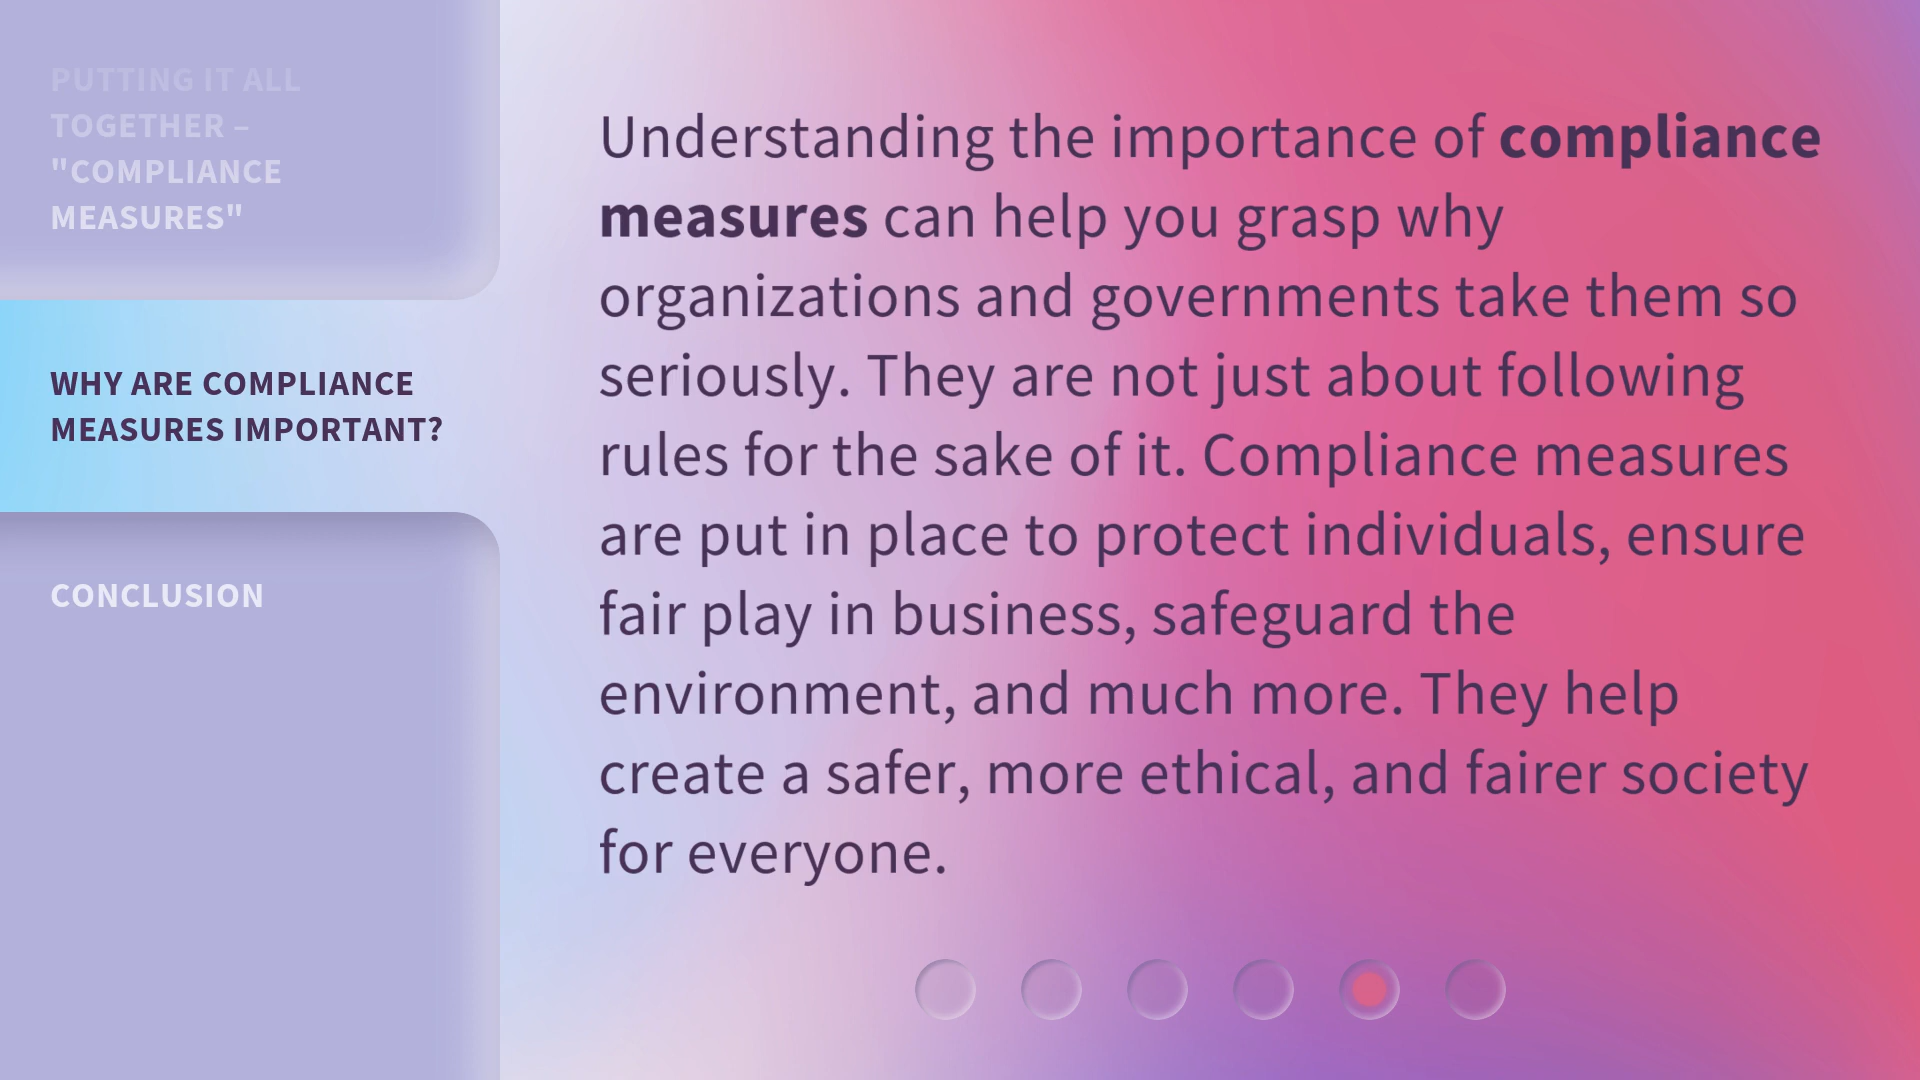 PUTTING IT ALL
TOGETHER –
"COMPLIANCE
MEASURES"
WHY ARE COMPLIANCE
MEASURES IMPORTANT?
CONCLUSION
Understanding the importance of compliance
measures can help you grasp why
organizations and governments take them so
seriously. They are not just about following
rules for the sake of it. Compliance measures
are put in place to protect individuals, ensure
fair play in business, safeguard the
environment, and much more. They help
create a safer, more ethical, and fairer society
for everyone.